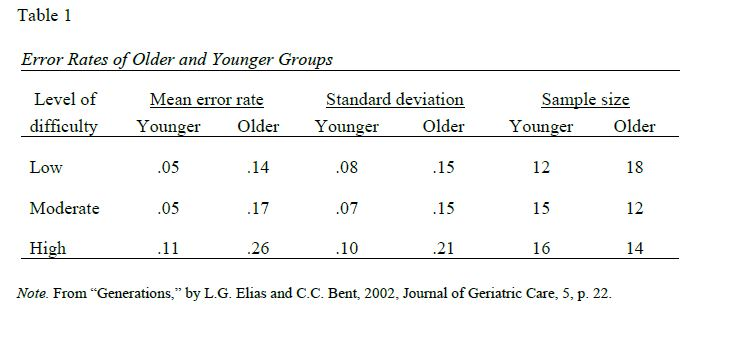 Table 1
Error Rates of Older and Younger Groups
Level of Mean error rate Standard deviation Sample size
difficulty Younger Older Younger Older Younger Older
Low .05 .14 .08 .15 12 18
Moderate .05 .17 .07 .15 15 12
High .11 .26 .10 .21 16 14
Note. From “Generations,” by L.G. Elias and C.C. Bent, 2002, Journal of Geriatric Care, 5, p. 22.